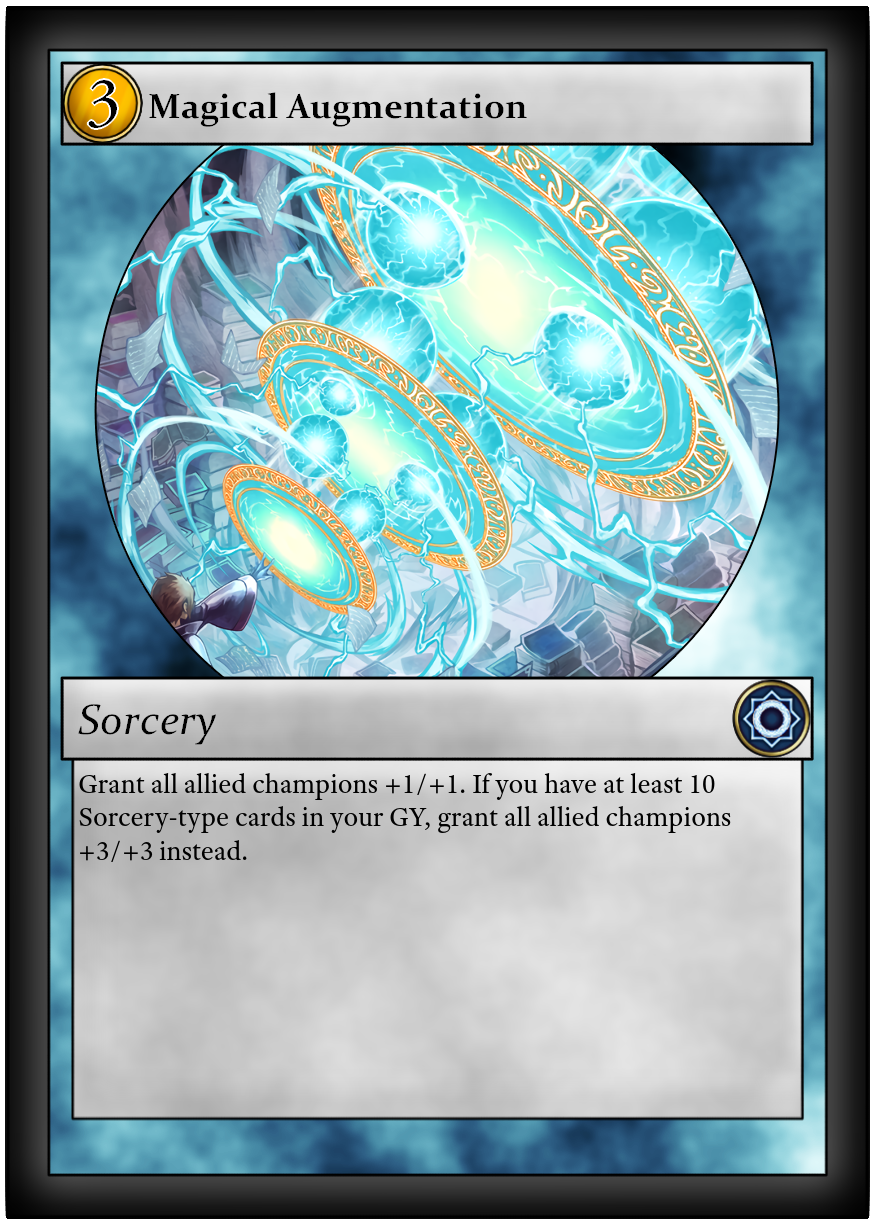 3 Magical Augmentation
Sorcery
Grant all allied champions +1/+1. If you have at least 10
Sorcery-type cards in your GY, grant all allied champions
+3/+3 instead.